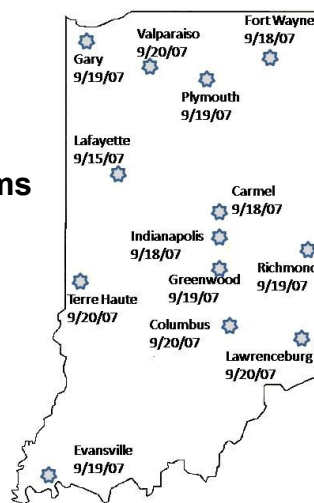 Fort Wayne
9/18/07
Valparaiso
9/20/07
Gary
9/19/07
Plymouth
9/19/07
Lafayette
9/15/07
ms
Carmel
9/18/07
Indianapolis
9/18/07
Richmond
9/19/07
Greenwood
9/19/07
Terre Haute
9/20/07
Columbus
9/20/07
Lawrenceburg
9/20/07
Evansville
9/19/07